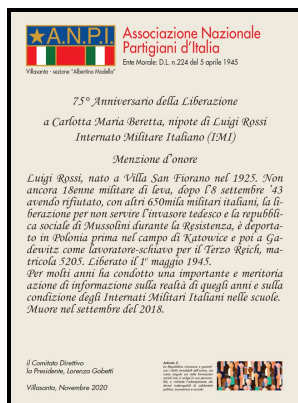 A.N.P.I.
Associazione Nazionale
Partigiani d'Italia
Ente Morale: D.L. n.224 del 5 aprile 1945
Villasanta - sezione "Albertino Madella"
75° Anniversario della Liberazione
a Carlotta Maria Beretta, nipote di Luigi Rossi
Internato Militare Italiano (IMI)
Menzione d'onore
Luigi Rossi, nato a Villa San Fiorano nel 1925. Non
ancora 18enne militare di leva, dopo l'8 settembre '43
avendo rifiutato, con altri 650mila militari italiani, la li-
berazione per non servire l'invasore tedesco e la repubbli-
ca sociale di Mussolini durante la Resistenza, è deporta-
to in Polonia prima nel campo di Katowice e poi a Ga-
dewitz come lavoratore-schiavo per il Terzo Reich, ma-
tricola 5205. Liberato il 1° maggio 1945.
Per molti anni ha condotto una importante e meritoria
azione di informazione sulla realtà di quegli anni e sulla
condizione degli Internati Militari Italiani nelle scuole.
Muore nel settembre del 2018.
il Comitato Direttivo
la Presidente, Lorenza Gobetti
Villasanta, Novembre 2020